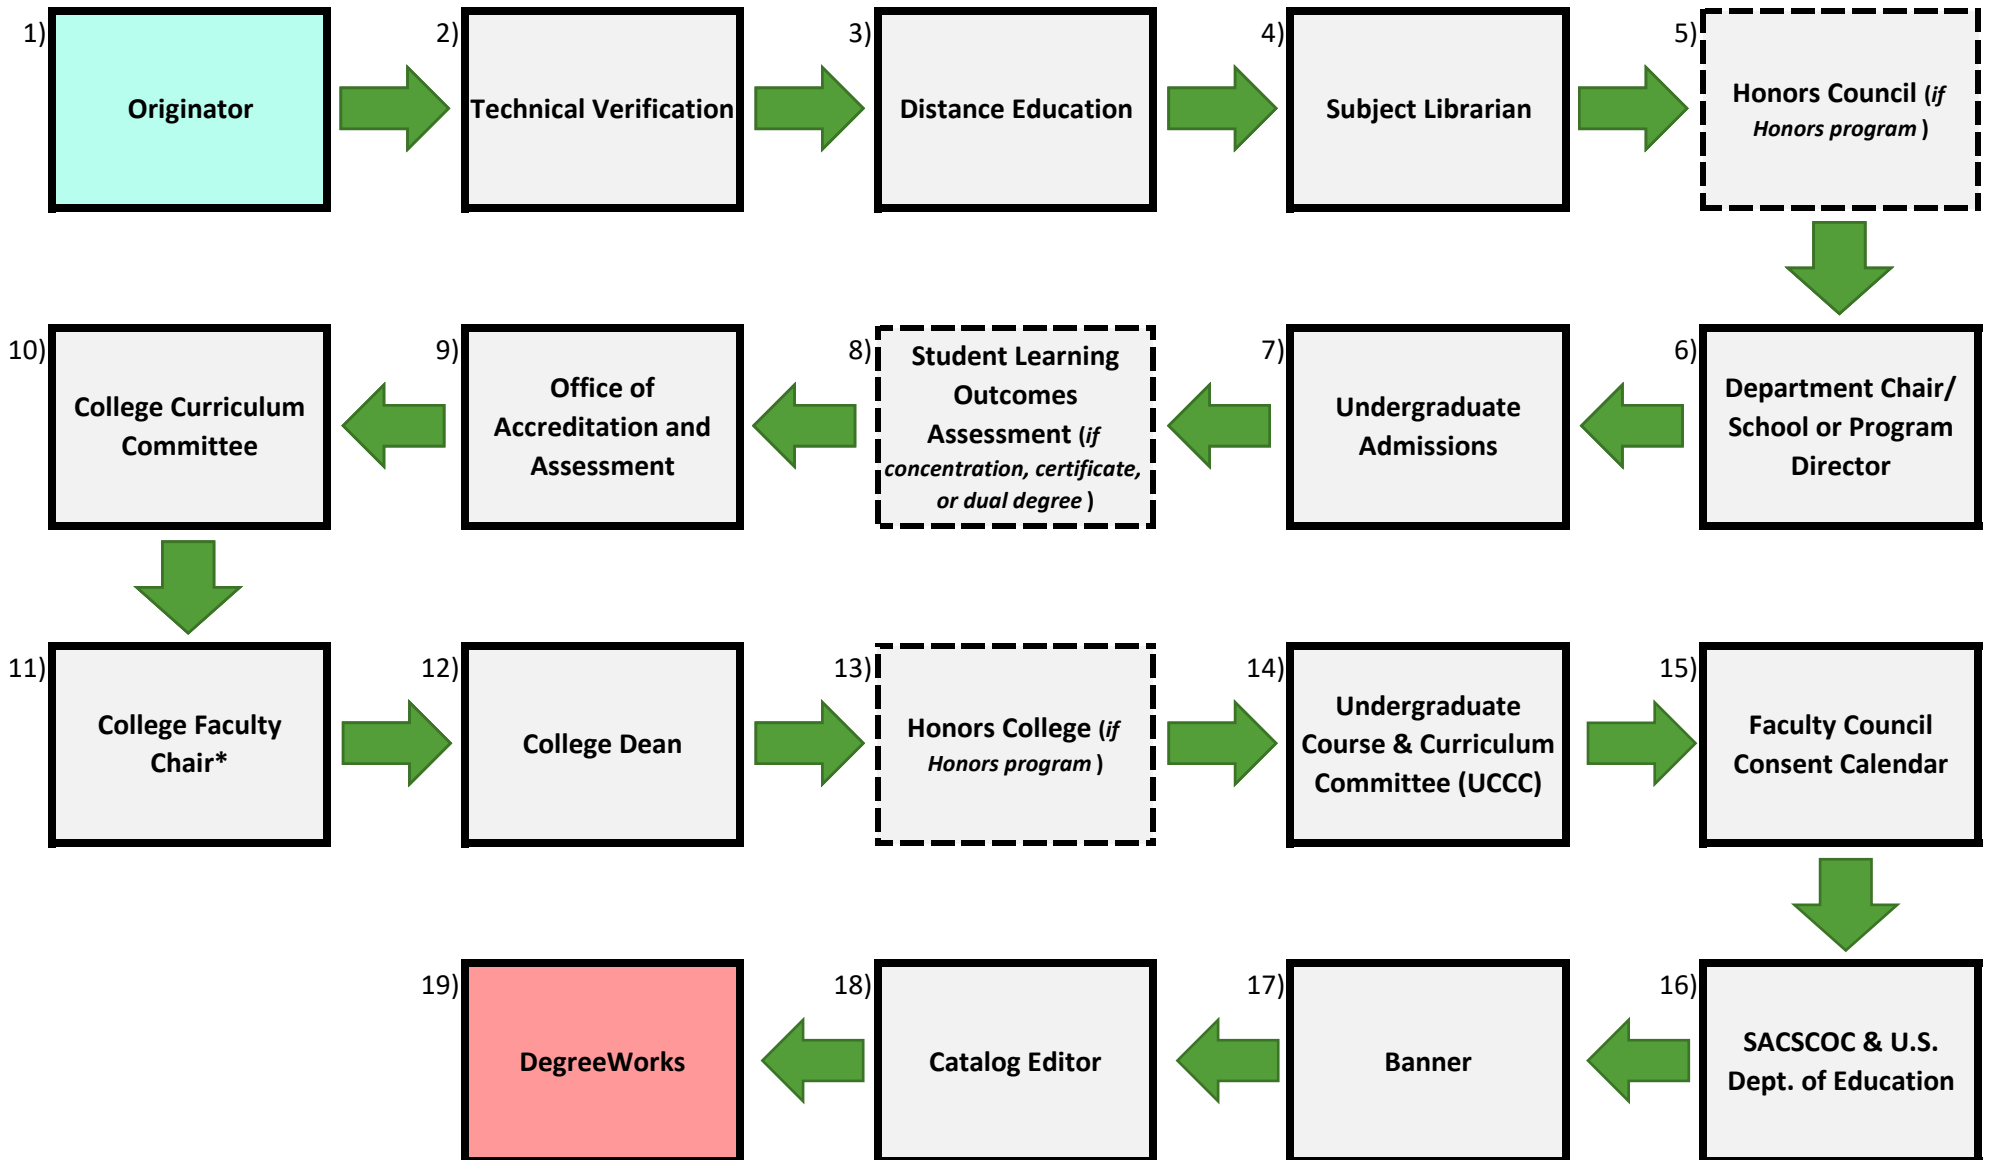 1)
Originator
2)
Technical Verification
3)
Distance Education
4)
Subject Librarian
5)
Honors Council (if
Honors program )
6)
Department Chair/
School or Program
Director
7)
Undergraduate
Admissions
8)
Student Learning
Outcomes
Assessment (if
concentration, certificate,
or dual degree )
9)
Office of
Accreditation and
Assessment
10)
College Curriculum
Committee
11)
College Faculty
Chair*
12)
College Dean
13)
Honors College (if
Honors program )
14)
Undergraduate
Course & Curriculum
Committee (UCCC)
15)
Faculty Council
Consent Calendar
16)
SACSCOC & U.S.
Dept. of Education
17)
Banner
18)
Catalog Editor
19)
DegreeWorks